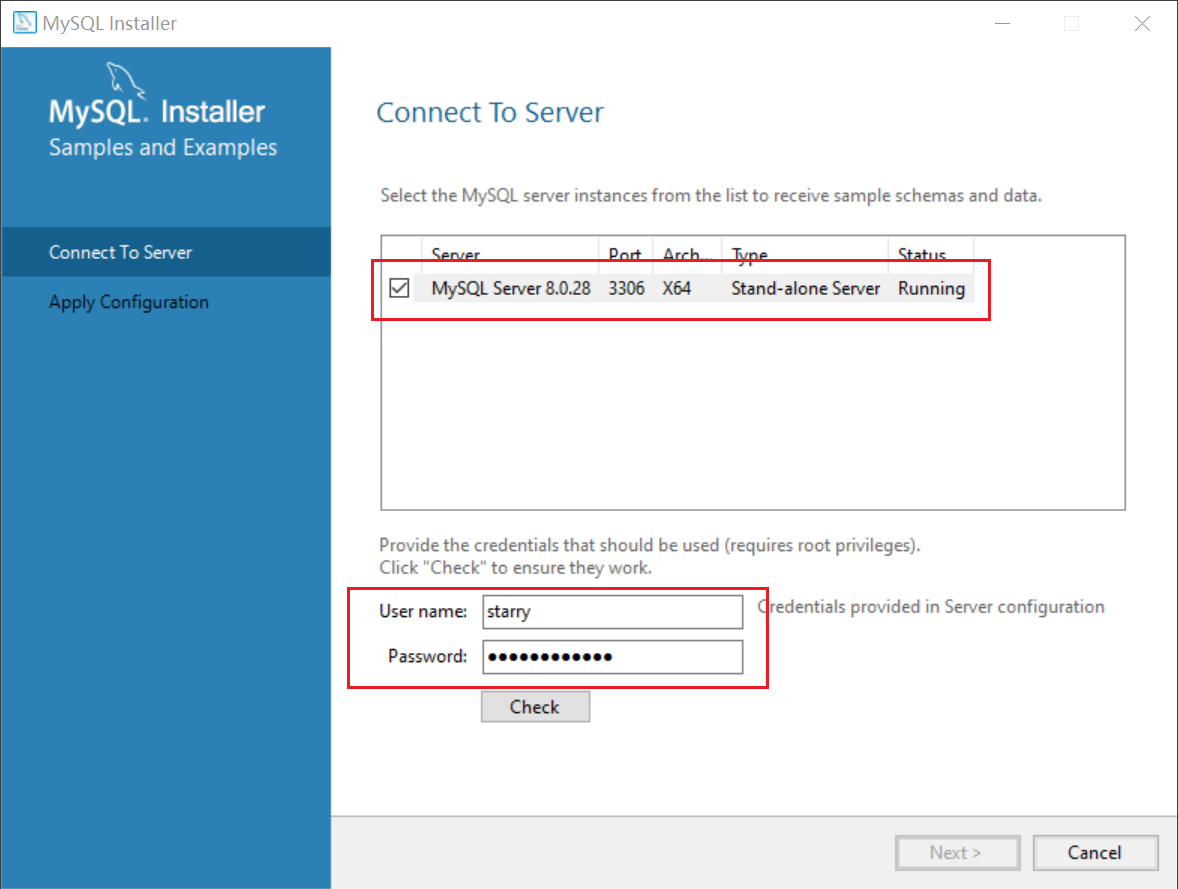 MySQL Installer
MySQL. Installer
Samples and Examples
Connect To Server
Apply Configuration
Connect To Server
Select the MySQL server instances from the list to receive sample schemas and data.
Server Port Arch... Type Status
MySQL Server 8.0.28 3306 X64 Stand-alone Server Running
Provide the credentials that should be used (requires root privileges).
Click "Check" to ensure they work.
User name: starry Credentials provided in Server configuration
Password: ●●●●●●●●●●●●
Check
Next > Cancel